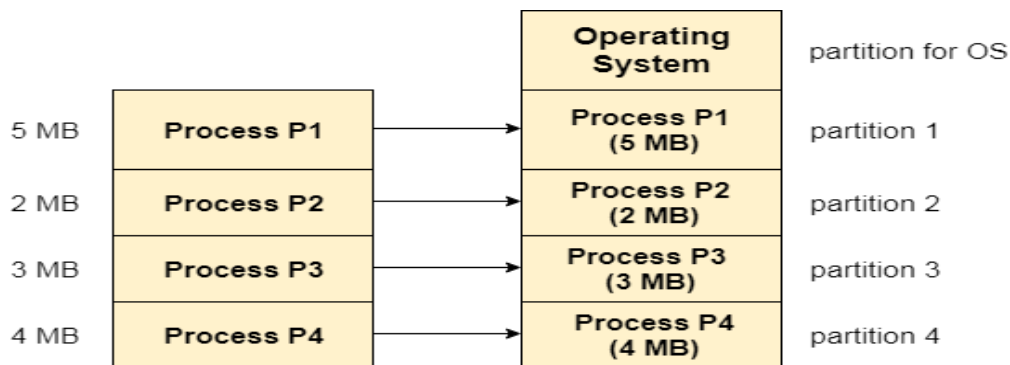 Operating
System
partition for OS
5 MB
Process P1
Process P1
(5 MB)
partition 1
2 MB
Process P2
Process P2
(2 MB)
partition 2
3 MB
Process P3
Process P3
(3 MB)
partition 3
4 MB
Process P4
Process P4
(4 MB)
partition 4